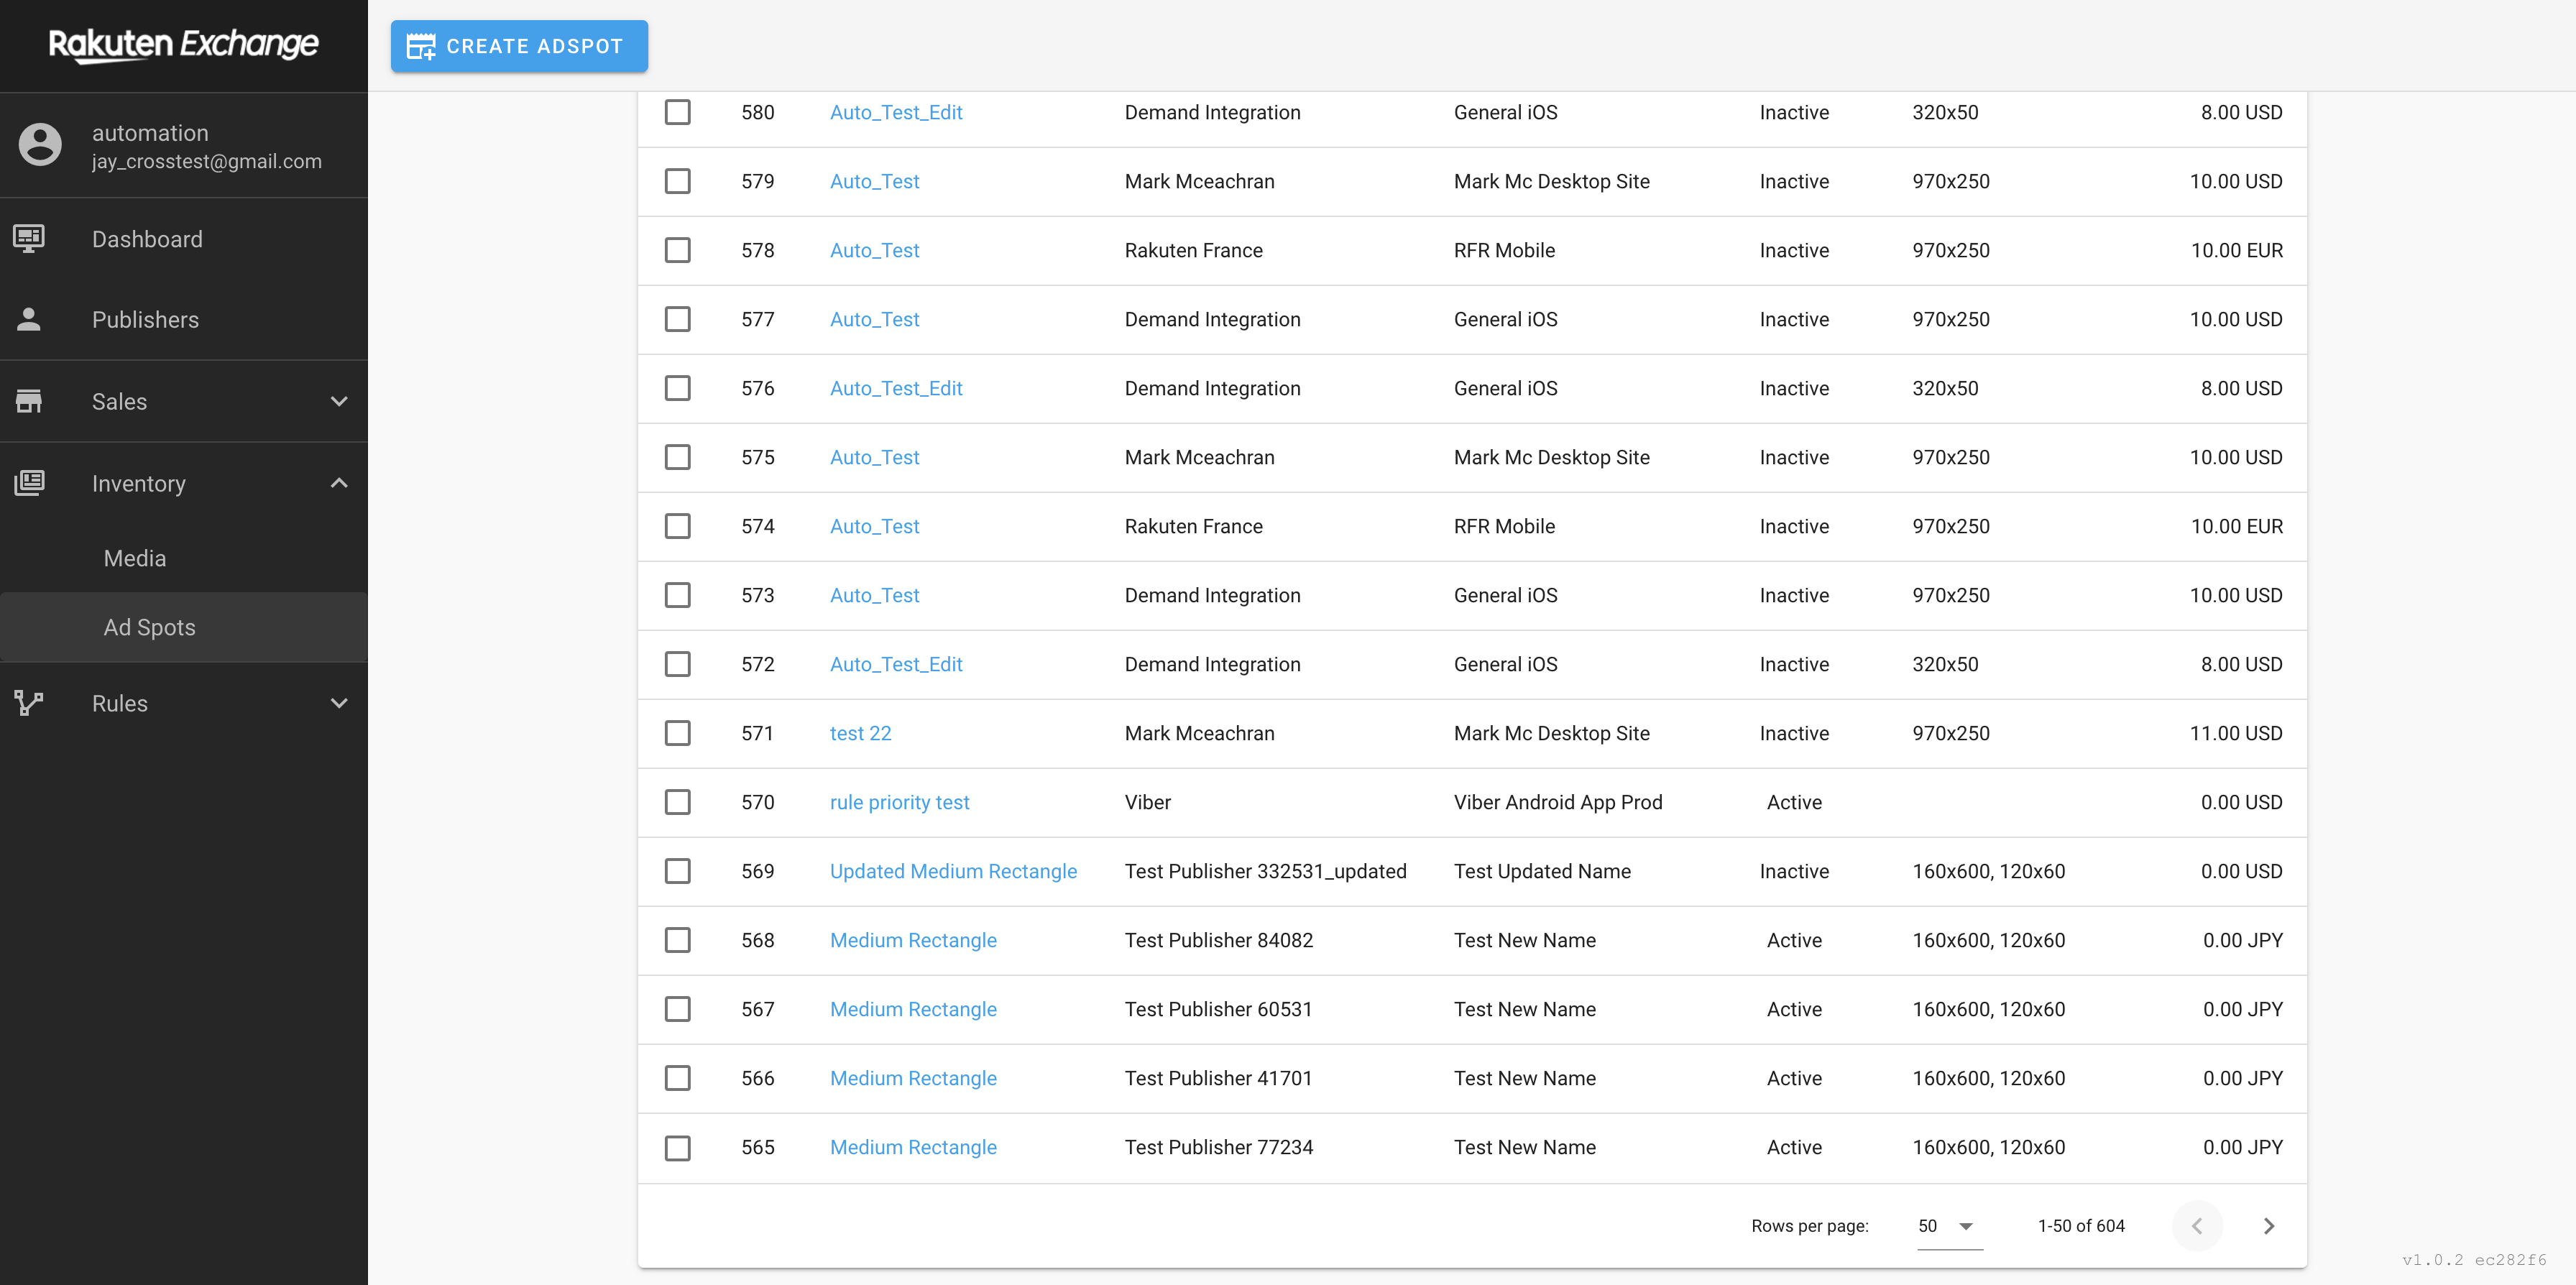 Rakuten Exchange
CREATE ADSPOT
automation
jay_crosstest@gmail.com
Dashboard
Publishers
Sales
Inventory
Media
Ad Spots
Rules
580 Auto_Test_Edit Demand Integration General iOS Inactive 320x50 8.00 USD
579 Auto_Test Mark Mceachran Mark Mc Desktop Site Inactive 970x250 10.00 USD
578 Auto_Test Rakuten France RFR Mobile Inactive 970x250 10.00 EUR
577 Auto_Test Demand Integration General iOS Inactive 970x250 10.00 USD
576 Auto_Test_Edit Demand Integration General iOS Inactive 320x50 8.00 USD
575 Auto_Test Mark Mceachran Mark Mc Desktop Site Inactive 970x250 10.00 USD
574 Auto_Test Rakuten France RFR Mobile Inactive 970x250 10.00 EUR
573 Auto_Test Demand Integration General iOS Inactive 970x250 10.00 USD
572 Auto_Test_Edit Demand Integration General iOS Inactive 320x50 8.00 USD
571 test 22 Mark Mceachran Mark Mc Desktop Site Inactive 970x250 11.00 USD
570 rule priority test Viber Viber Android App Prod Active 0.00 USD
569 Updated Medium Rectangle Test Publisher 332531_updated Test Updated Name Inactive 160x600, 120x60 0.00 USD
568 Medium Rectangle Test Publisher 84082 Test New Name Active 160x600, 120x60 0.00 JPY
567 Medium Rectangle Test Publisher 60531 Test New Name Active 160x600, 120x60 0.00 JPY
566 Medium Rectangle Test Publisher 41701 Test New Name Active 160x600, 120x60 0.00 JPY
565 Medium Rectangle Test Publisher 77234 Test New Name Active 160x600, 120x60 0.00 JPY
Rows per page: 50 1-50 of 604
v1.0.2 ec282f6